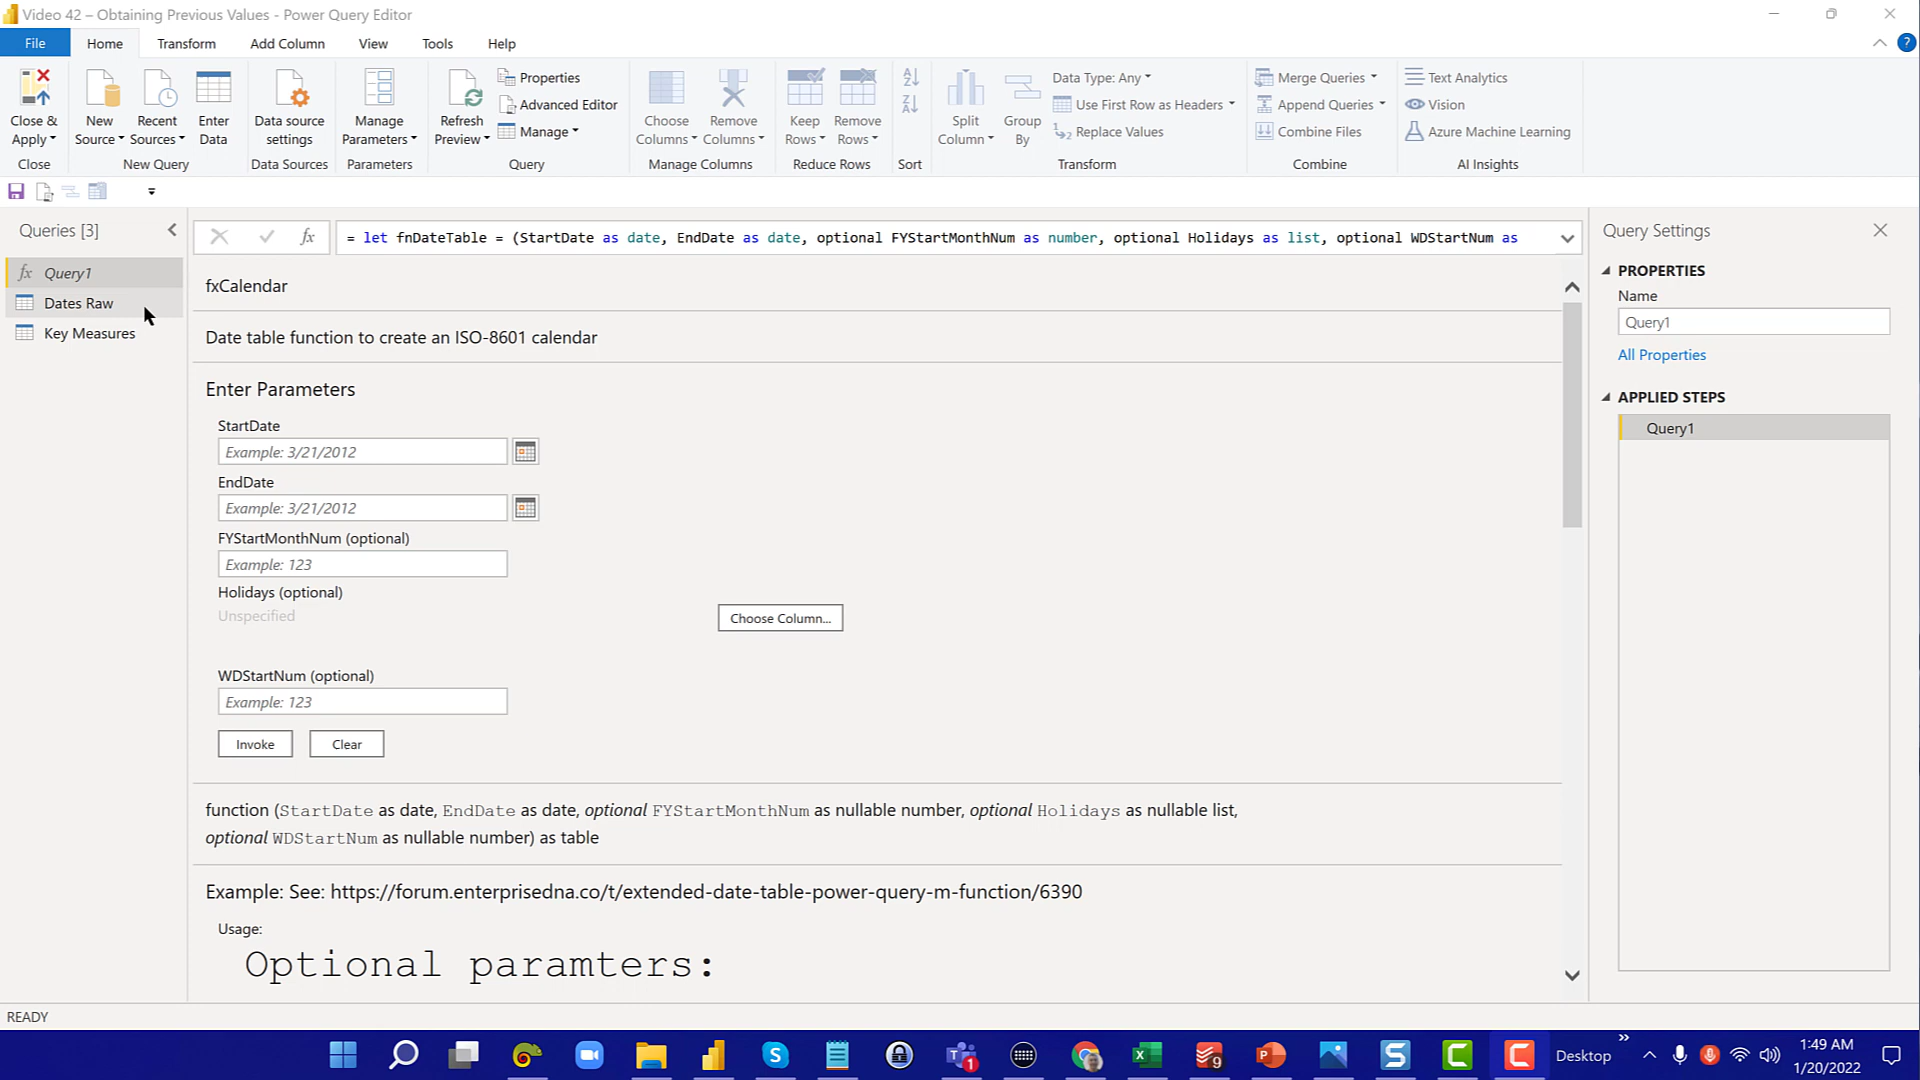 Video 42 – Obtaining Previous Values - Power Query Editor
File
Home
Transform
Add Column
View
Tools
Help
?
Close & Apply
New Source
Recent Sources
Enter Data
Data source settings
Manage Parameters
Refresh Preview
Properties
Advanced Editor
Manage
Choose Columns
Remove Columns
Keep Rows
Remove Rows
Split Column
Group By
Data Type: Any
Use First Row as Headers
Replace Values
Merge Queries
Append Queries
Combine Files
Text Analytics
Vision
Azure Machine Learning
Close
New Query
Data Sources
Parameters
Query
Manage Columns
Reduce Rows
Sort
Transform
Combine
AI Insights
Queries [3]
fx
= let fnDateTable = (StartDate as date, EndDate as date, optional FYStartMonthNum as number, optional Holidays as list, optional WDStartNum as
fx Query1
Dates Raw
Key Measures
fxCalendar
Date table function to create an ISO-8601 calendar
Enter Parameters
StartDate
Example: 3/21/2012
EndDate
Example: 3/21/2012
FYStartMonthNum (optional)
Example: 123
Holidays (optional)
Unspecified
Choose Column...
WDStartNum (optional)
Example: 123
Invoke
Clear
function (StartDate as date, EndDate as date, optional FYStartMonthNum as nullable number, optional Holidays as nullable list,
optional WDStartNum as nullable number) as table
Example: See: https://forum.enterprisedna.co/t/extended-date-table-power-query-m-function/6390
Usage:
Optional paramters:
Query Settings
PROPERTIES
Name
Query1
All Properties
APPLIED STEPS
Query1
READY
1
9
Desktop
1:49 AM
1/20/2022